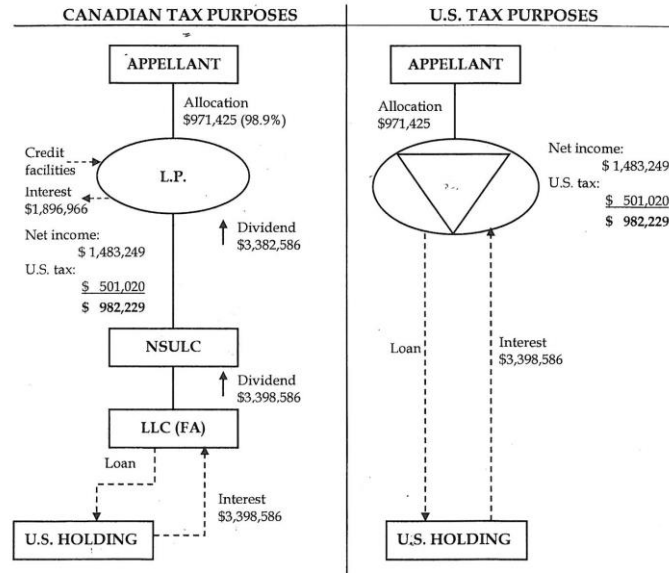 CANADIAN TAX PURPOSES
APPELLANT
Allocation
$971,425 (98.9%)
Credit
facilities
Interest
$1,896,966
L.P.
Dividend
$3,382,586
Net income:
$ 1,483,249
U.S. tax:
$ 501,020
$ 982,229
NSULC
Dividend
$3,398,586
LLC (FA)
Loan
Interest
$3,398,586
U.S. HOLDING
U.S. TAX PURPOSES
APPELLANT
Allocation
$971,425
Net income:
$ 1,483,249
U.S. tax:
$ 501,020
$ 982,229
Loan
Interest
$3,398,586
U.S. HOLDING